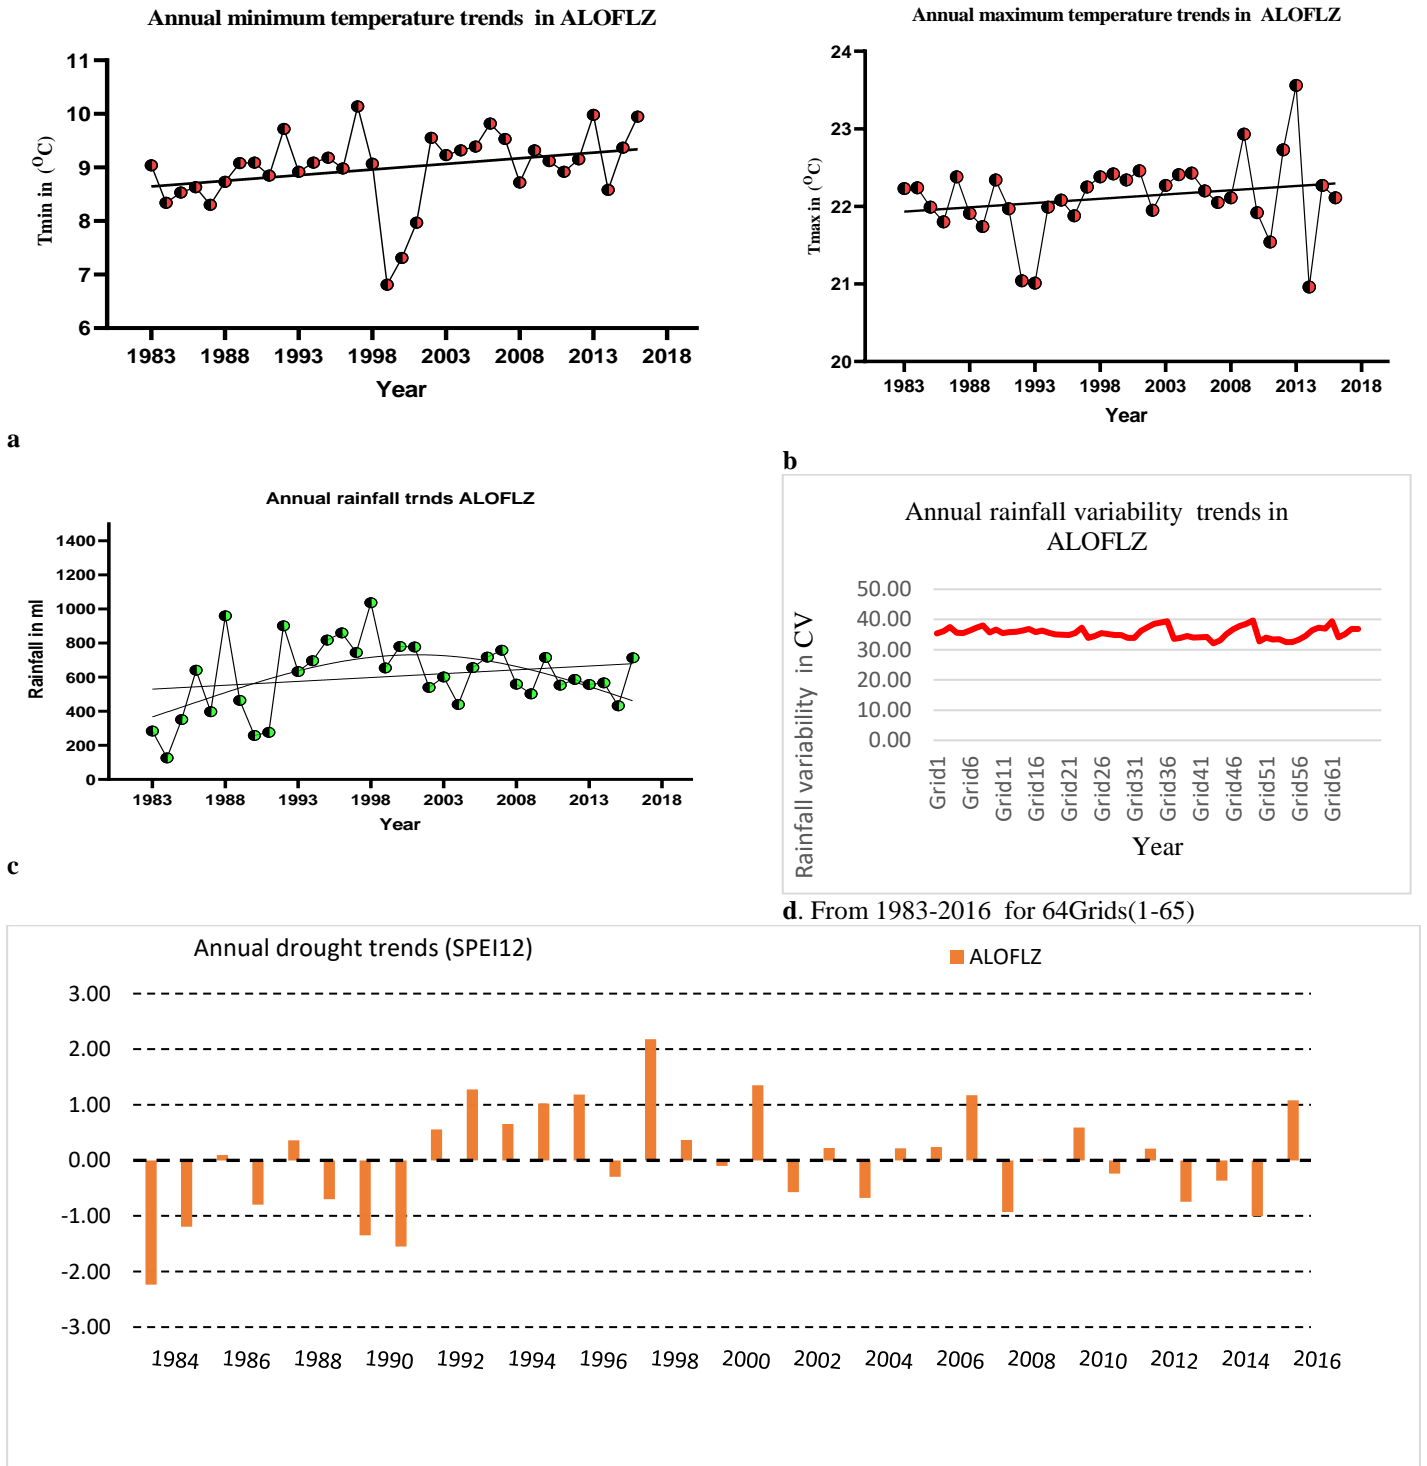 Annual minimum temperature trends in ALOFLZ
11
10
9
8
7
6
Tmin in (⁰C)
1983 1988 1993 1998 2003 2008 2013 2018
Year
a
Annual maximum temperature trends in ALOFLZ
24
23
22
21
20
Tmax in (⁰C)
1983 1988 1993 1998 2003 2008 2013 2018
Year
b
Annual rainfall trnds ALOFLZ
1400
1200
1000
800
600
400
200
0
Rainfall in ml
1983 1988 1993 1998 2003 2008 2013 2018
Year
c
Annual rainfall variability trends in
ALOFLZ
50.00
40.00
30.00
20.00
10.00
0.00
Rainfall variability in CV
Grid1 Grid6 Grid11 Grid16 Grid21 Grid26 Grid31 Grid36 Grid41 Grid46 Grid51 Grid56 Grid61
Year
d. From 1983-2016 for 64Grids(1-65)
Annual drought trends (SPEI12)
ALOFLZ
3.00
2.00
1.00
0.00
-1.00
-2.00
-3.00
1984 1986 1988 1990 1992 1994 1996 1998 2000 2002 2004 2006 2008 2010 2012 2014 2016